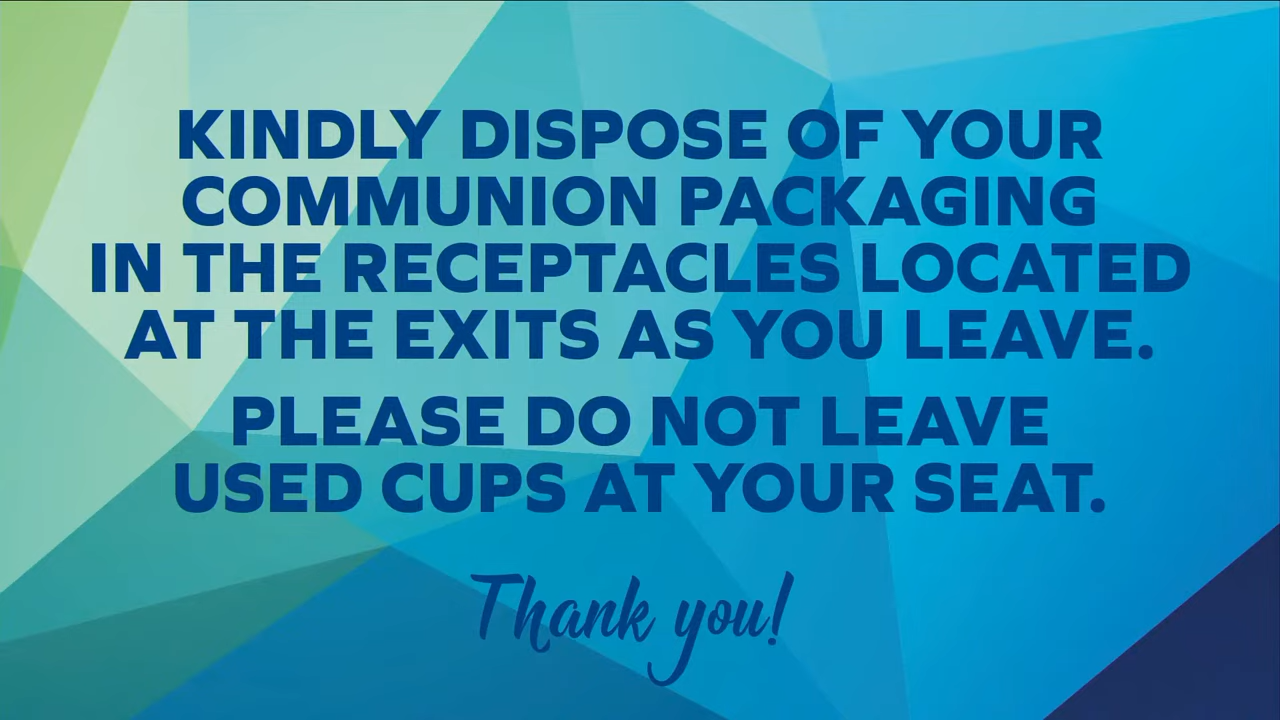 KINDLY DISPOSE OF YOUR
COMMUNION PACKAGING
IN THE RECEPTACLES LOCATED
AT THE EXITS AS YOU LEAVE.
PLEASE DO NOT LEAVE
USED CUPS AT YOUR SEAT.
Thank you!